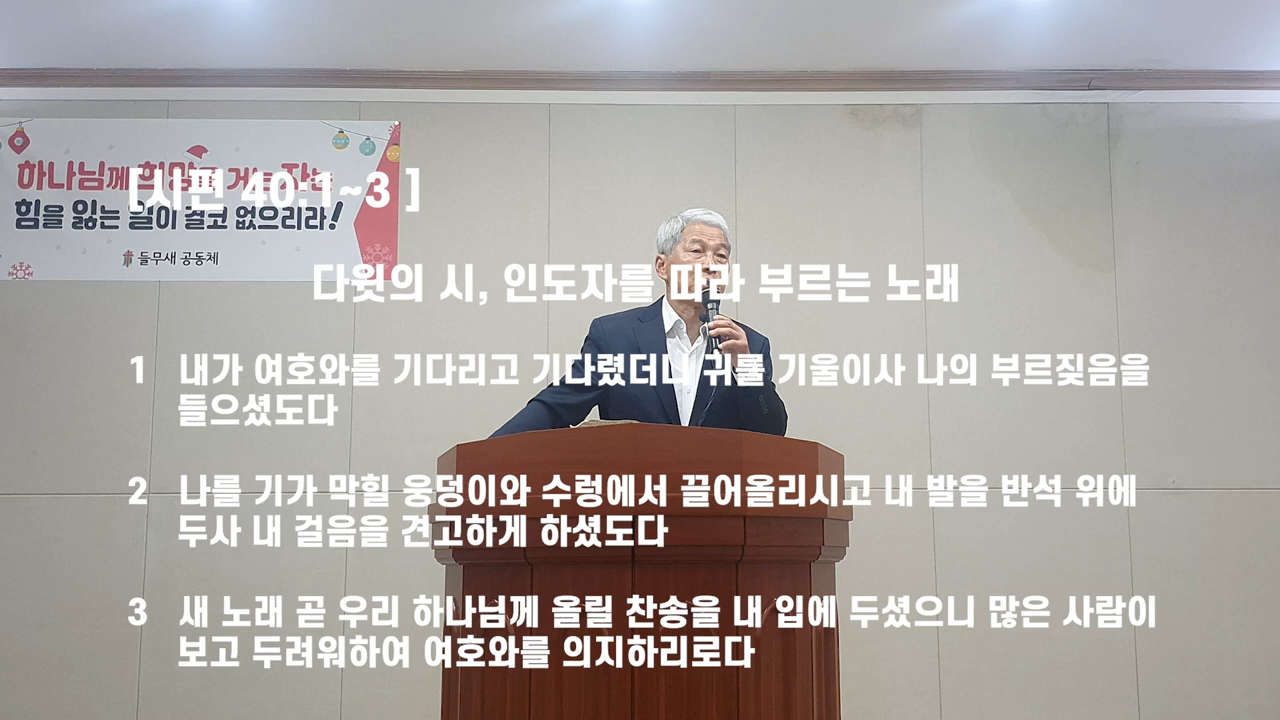 하나님께 희망을 거는 자는
힘을 잃는 일이 결코 없으리라!
들무새 공동체
[시편 40:1~3 ]
다윗의 시, 인도자를 따라 부르는 노래
1 내가 여호와를 기다리고 기다렸더니 귀를 기울이사 나의 부르짖음을
들으셨도다
2 나를 기가 막힐 웅덩이와 수렁에서 끌어올리시고 내 발을 반석 위에
두사 내 걸음을 견고하게 하셨도다
3 새 노래 곧 우리 하나님께 올릴 찬송을 내 입에 두셨으니 많은 사람이
보고 두려워하여 여호와를 의지하리로다